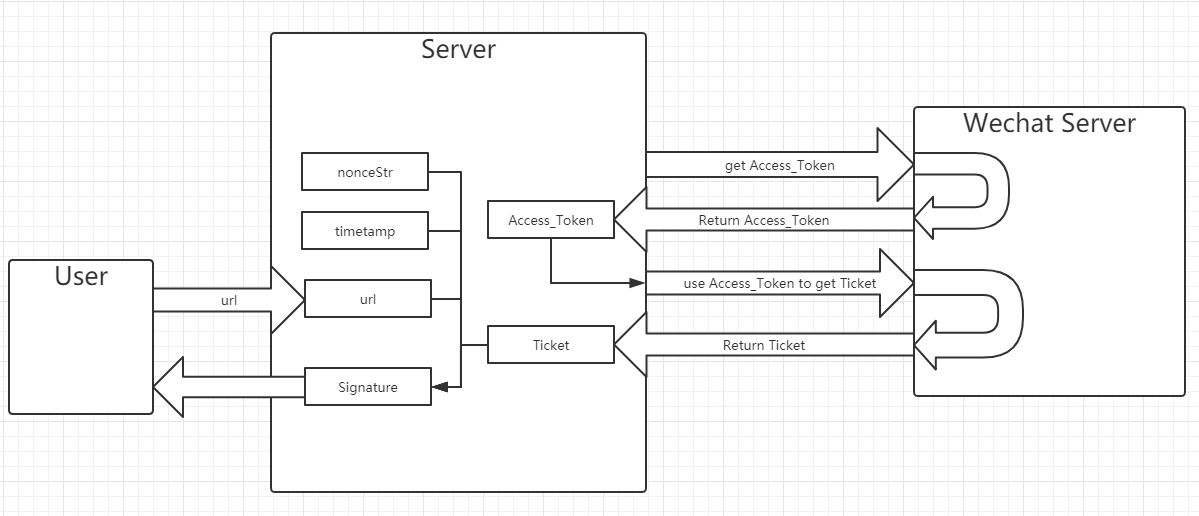 Server
Wechat Server
nonceStr
get Access_Token
timetamp
Access_Token
Return Access_Token
User
url
url
use Access_Token to get Ticket
Ticket
Return Ticket
Signature